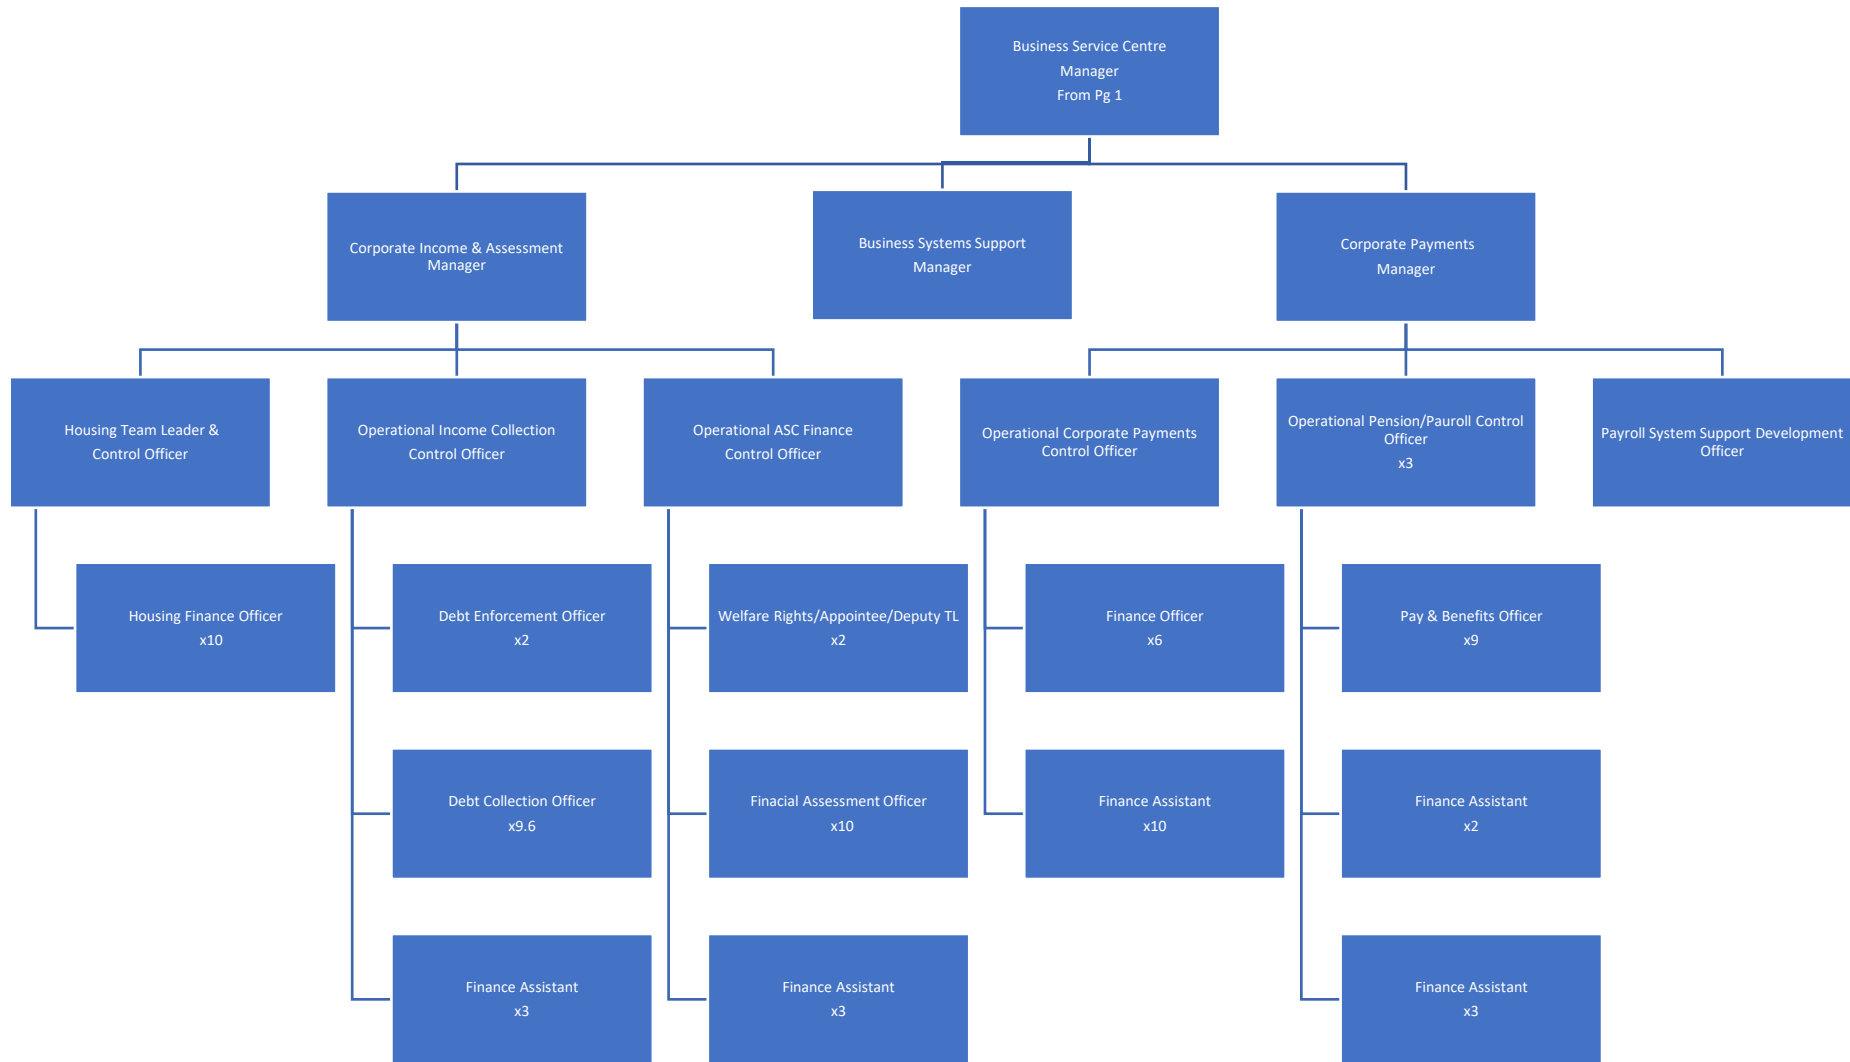 Business Service Centre
Manager
From Pg 1
Corporate Income & Assessment
Manager
Business Systems Support
Manager
Corporate Payments
Manager
Housing Team Leader &
Control Officer
Operational Income Collection
Control Officer
Operational ASC Finance
Control Officer
Operational Corporate Payments
Control Officer
Operational Pension/Pauroll Control
Officer
x3
Payroll System Support Development
Officer
Housing Finance Officer
x10
Debt Enforcement Officer
x2
Welfare Rights/Appointee/Deputy TL
x2
Finance Officer
x6
Pay & Benefits Officer
x9
Debt Collection Officer
x9.6
Finacial Assessment Officer
x10
Finance Assistant
x10
Finance Assistant
x2
Finance Assistant
x3
Finance Assistant
x3
Finance Assistant
x3